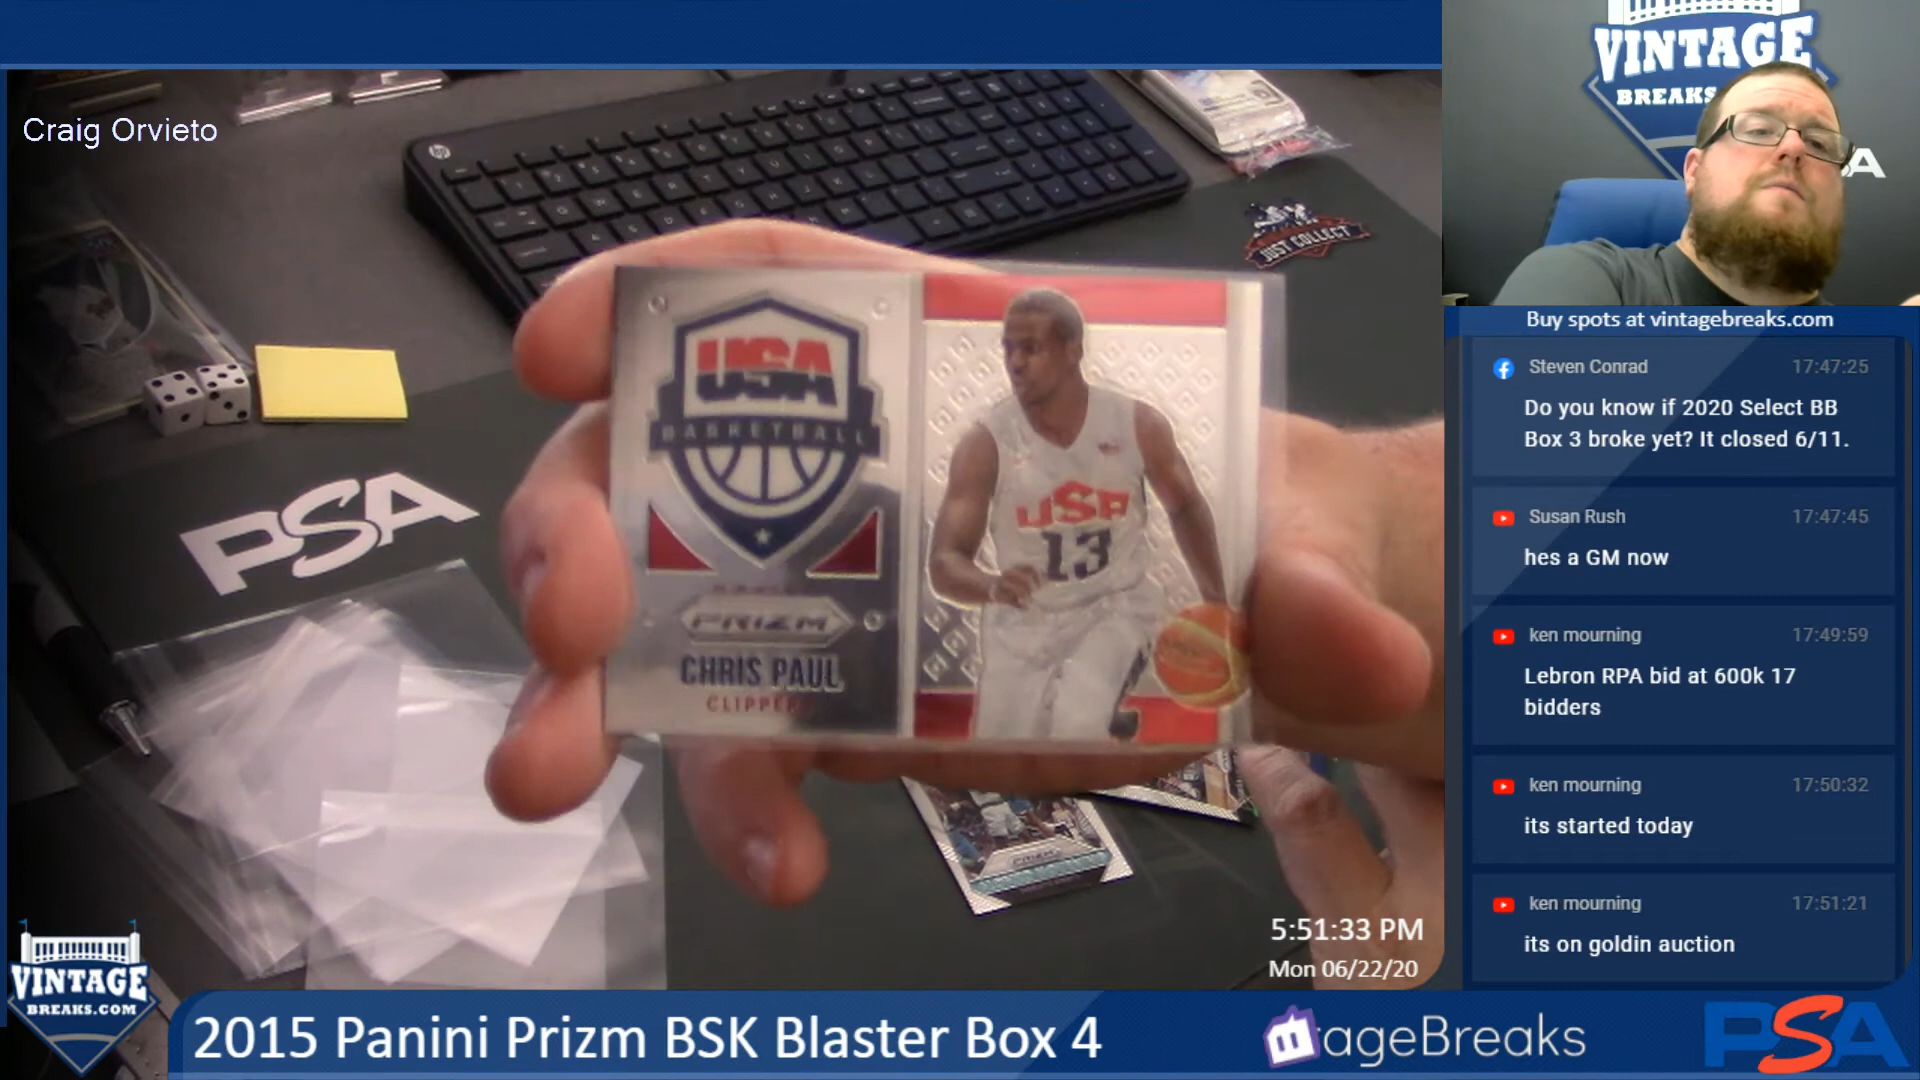 Craig Orvieto
hp
JUST COLLECT
PSA
USA
BASKETBALL
PRIZM
CHRIS PAUL
CLIPPERS
USA
13
5:51:33 PM
Mon 06/22/20
VINTAGE
BREAKS
Buy spots at vintagebreaks.com
Steven Conrad 17:47:25
Do you know if 2020 Select BB
Box 3 broke yet? It closed 6/11.
Susan Rush 17:47:45
hes a GM now
ken mourning 17:49:59
Lebron RPA bid at 600k 17
bidders
ken mourning 17:50:32
its started today
ken mourning 17:51:21
its on goldin auction
VINTAGE
BREAKS.COM
2015 Panini Prizm BSK Blaster Box 4
ageBreaks
PSA